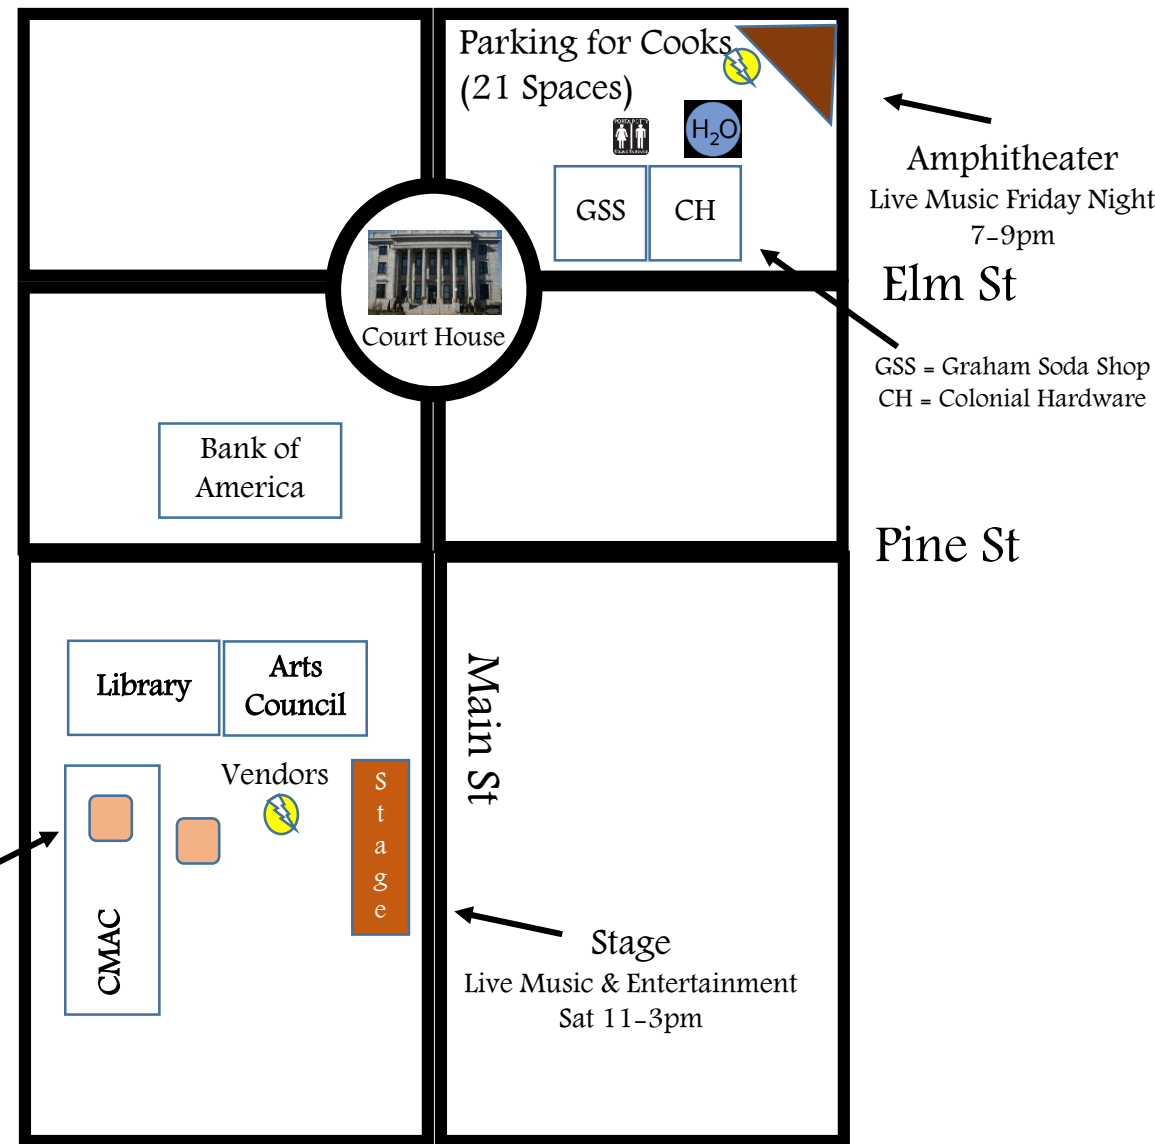 Parking for Cooks
(21 Spaces)
H₂O
GSS
CH
Amphitheater
Live Music Friday Night
7-9pm
Elm St
Court House
GSS = Graham Soda Shop
CH = Colonial Hardware
Bank of
America
Pine St
Library
Arts
Council
Main St
Vendors
Stage
CMAC
Stage
Live Music & Entertainment
Sat 11-3pm